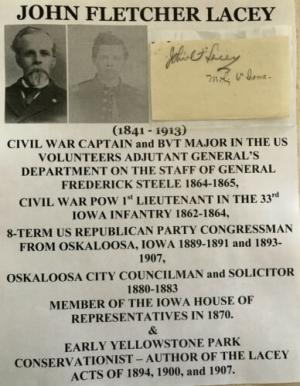 JOHN FLETCHER LACEY
John F Lacey
M.C. 6" Iowa.
(1841 - 1913)
CIVIL WAR CAPTAIN and BVT MAJOR IN THE US
VOLUNTEERS ADJUTANT GENERAL'S
DEPARTMENT ON THE STAFF OF GENERAL
FREDERICK STEELE 1864-1865,
CIVIL WAR POW 1st LIEUTENANT IN THE 33rd
IOWA INFANTRY 1862-1864,
8-TERM US REPUBLICAN PARTY CONGRESSMAN
FROM OSKALOOSA, IOWA 1889-1891 and 1893-
1907,
OSKALOOSA CITY COUNCILMAN and SOLICITOR
1880-1883
MEMBER OF THE IOWA HOUSE OF
REPRESENTATIVES IN 1870.
&
EARLY YELLOWSTONE PARK
CONSERVATIONIST – AUTHOR OF THE LACEY
ACTS OF 1894, 1900, and 1907.